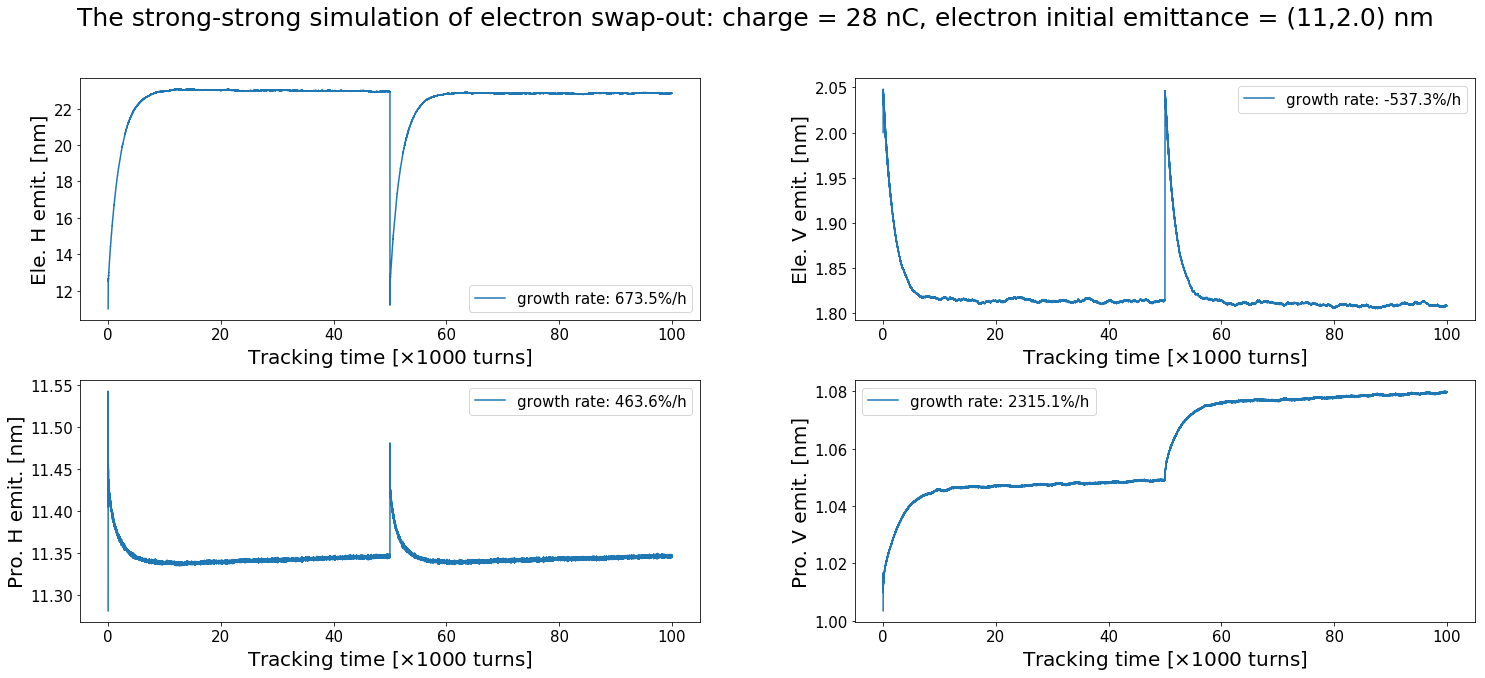 The strong-strong simulation of electron swap-out: charge = 28 nC, electron initial emittance = (11,2.0) nm
Ele. H emit. [nm]
22
20
18
16
14
12
growth rate: 673.5%/h
0 20 40 60 80 100
Tracking time [×1000 turns]
Ele. V emit. [nm]
2.05
2.00
1.95
1.90
1.85
1.80
growth rate: -537.3%/h
0 20 40 60 80 100
Tracking time [×1000 turns]
Pro. H emit. [nm]
11.55
11.50
11.45
11.40
11.35
11.30
growth rate: 463.6%/h
0 20 40 60 80 100
Tracking time [×1000 turns]
Pro. V emit. [nm]
1.08
1.06
1.04
1.02
1.00
growth rate: 2315.1%/h
0 20 40 60 80 100
Tracking time [×1000 turns]